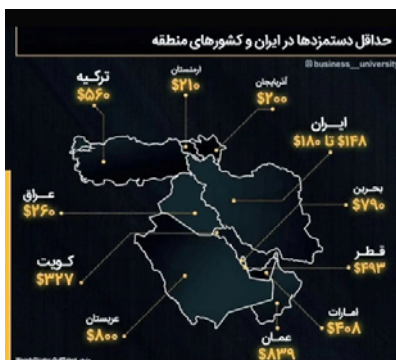 حداقل دستمزدها در ایران و کشورهای منطقه
@business__university
ترکیه
$۵۶۰
ارمنستان
$۲۱۰
آذربایجان
$۲۰۰
ایران
$۱۸۰ تا $۱۴۸
بحرین
$۷۹۰
عراق
$۲۶۰
قطر
$۴۹۳
کویت
$۳۲۷
امارات
$۴۰۸
عربستان
$۸۰۰
عمان
$۸۳۹